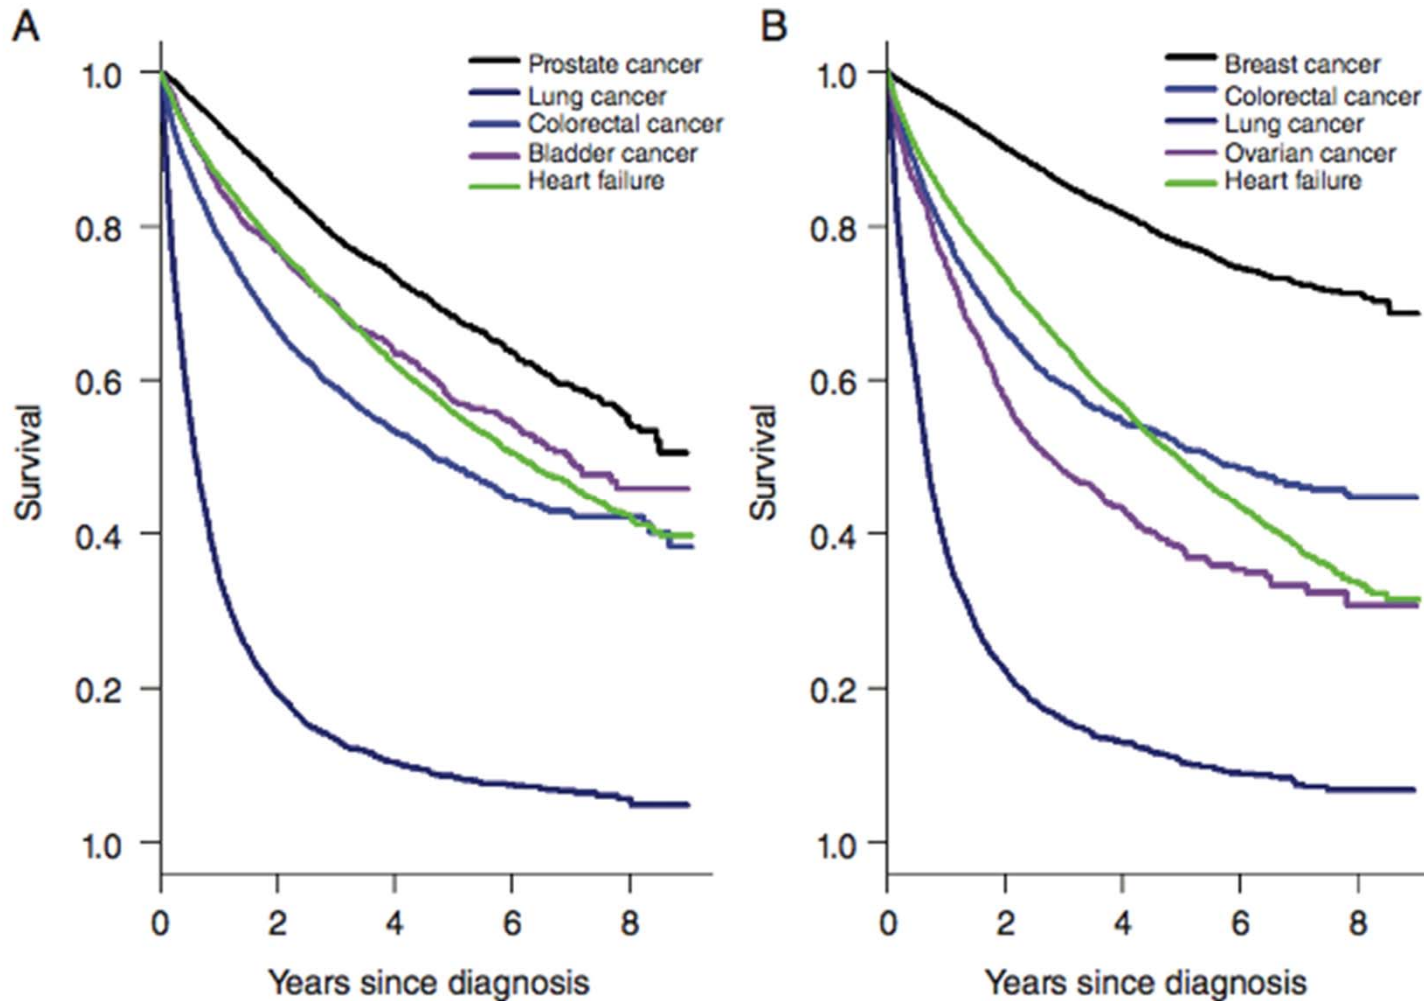 A
1.0
0.8
0.6
0.4
0.2
1.0
Survival
0 2 4 6 8
Years since diagnosis
Prostate cancer
Lung cancer
Colorectal cancer
Bladder cancer
Heart failure
B
1.0
0.8
0.6
0.4
0.2
1.0
Survival
0 2 4 6 8
Years since diagnosis
Breast cancer
Colorectal cancer
Lung cancer
Ovarian cancer
Heart failure